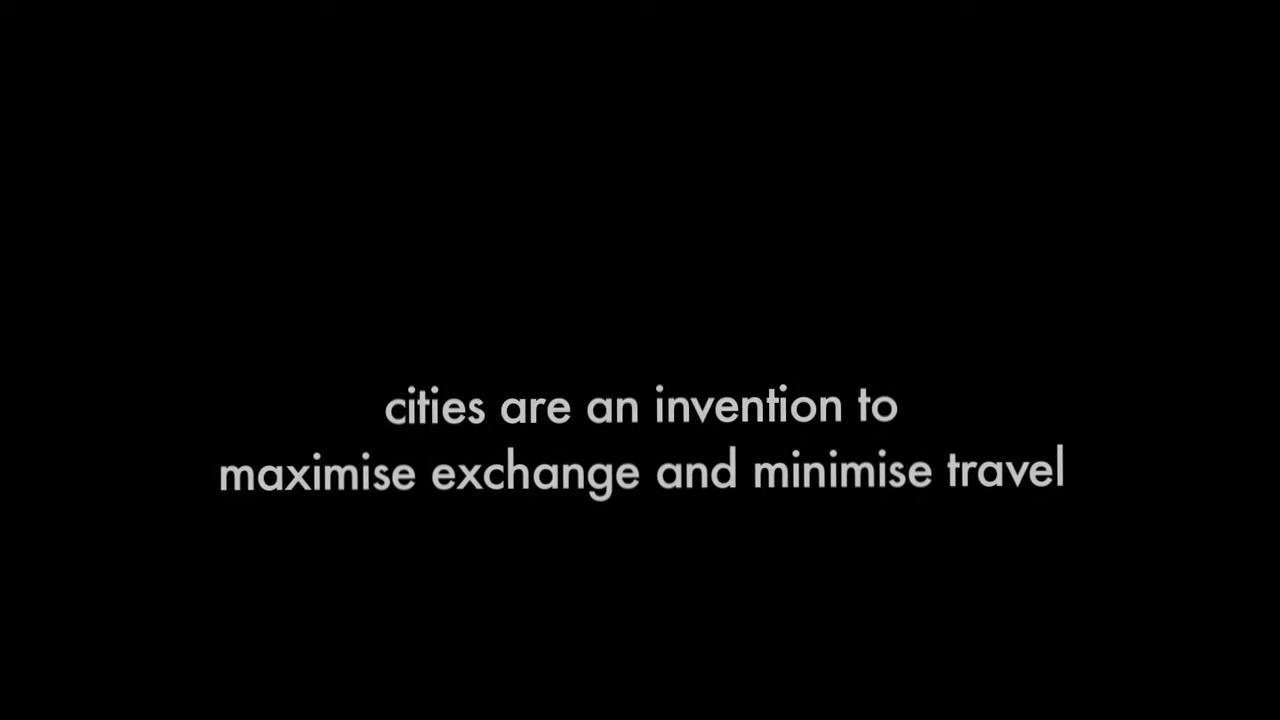 cities are an invention to
maximise exchange and minimise travel